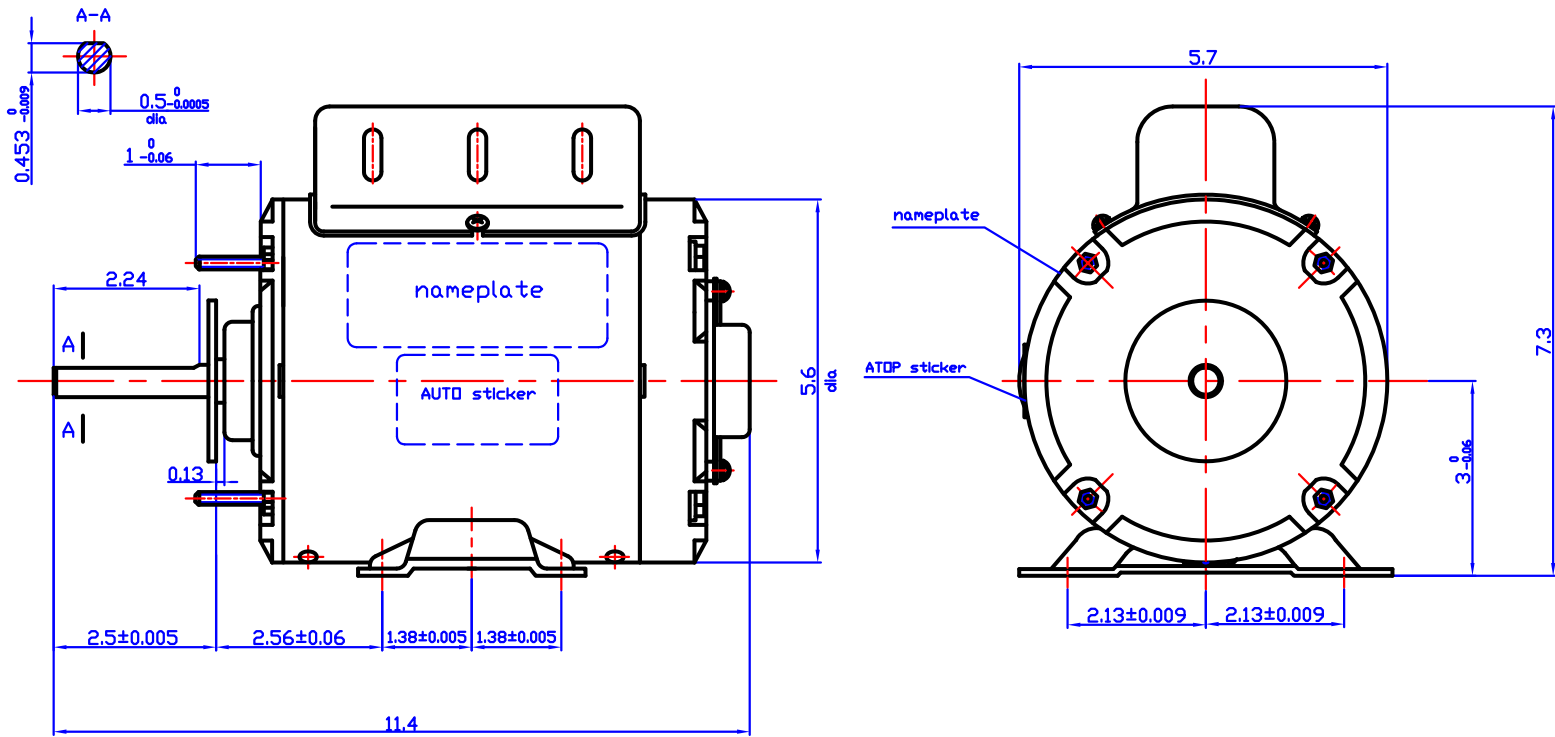 A-A
0.453 0 -0.009
0.5 0 -0.0005
dia
1 0 -0.06
2.24
A
A
0.13
nameplate
AUTO sticker
5.6
dia
2.5±0.005
2.56±0.06
1.38±0.005
1.38±0.005
11.4
5.7
nameplate
ATOP sticker
7.3
3 0 -0.06
2.13±0.009
2.13±0.009